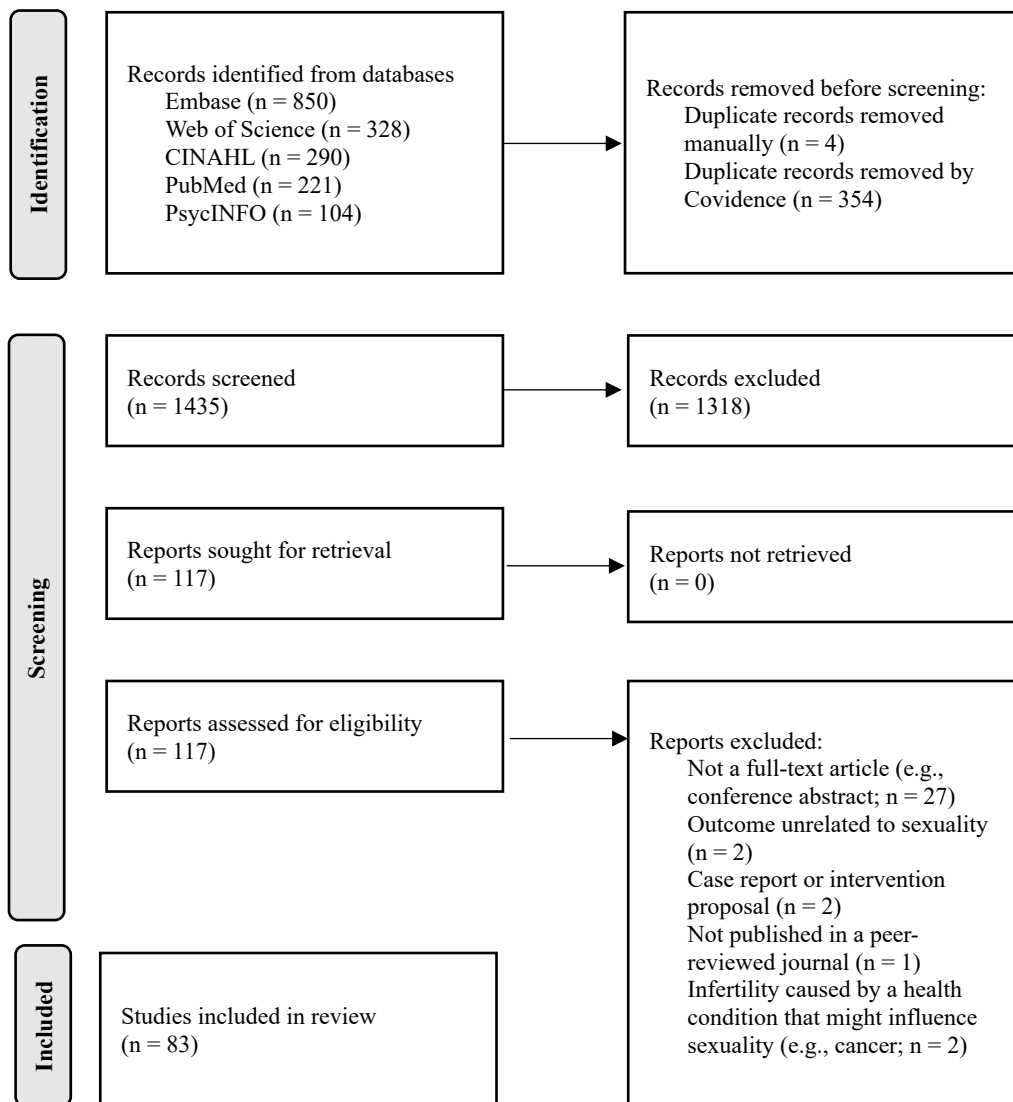 Identification
Records identified from databases
Embase (n = 850)
Web of Science (n = 328)
CINAHL (n = 290)
PubMed (n = 221)
PsycINFO (n = 104)
Records removed before screening:
Duplicate records removed
manually (n = 4)
Duplicate records removed by
Covidence (n = 354)
Screening
Records screened
(n = 1435)
Records excluded
(n = 1318)
Reports sought for retrieval
(n = 117)
Reports not retrieved
(n = 0)
Reports assessed for eligibility
(n = 117)
Reports excluded:
Not a full-text article (e.g.,
conference abstract; n = 27)
Outcome unrelated to sexuality
(n = 2)
Case report or intervention
proposal (n = 2)
Not published in a peer-
reviewed journal (n = 1)
Infertility caused by a health
condition that might influence
sexuality (e.g., cancer; n = 2)
Included
Studies included in review
(n = 83)